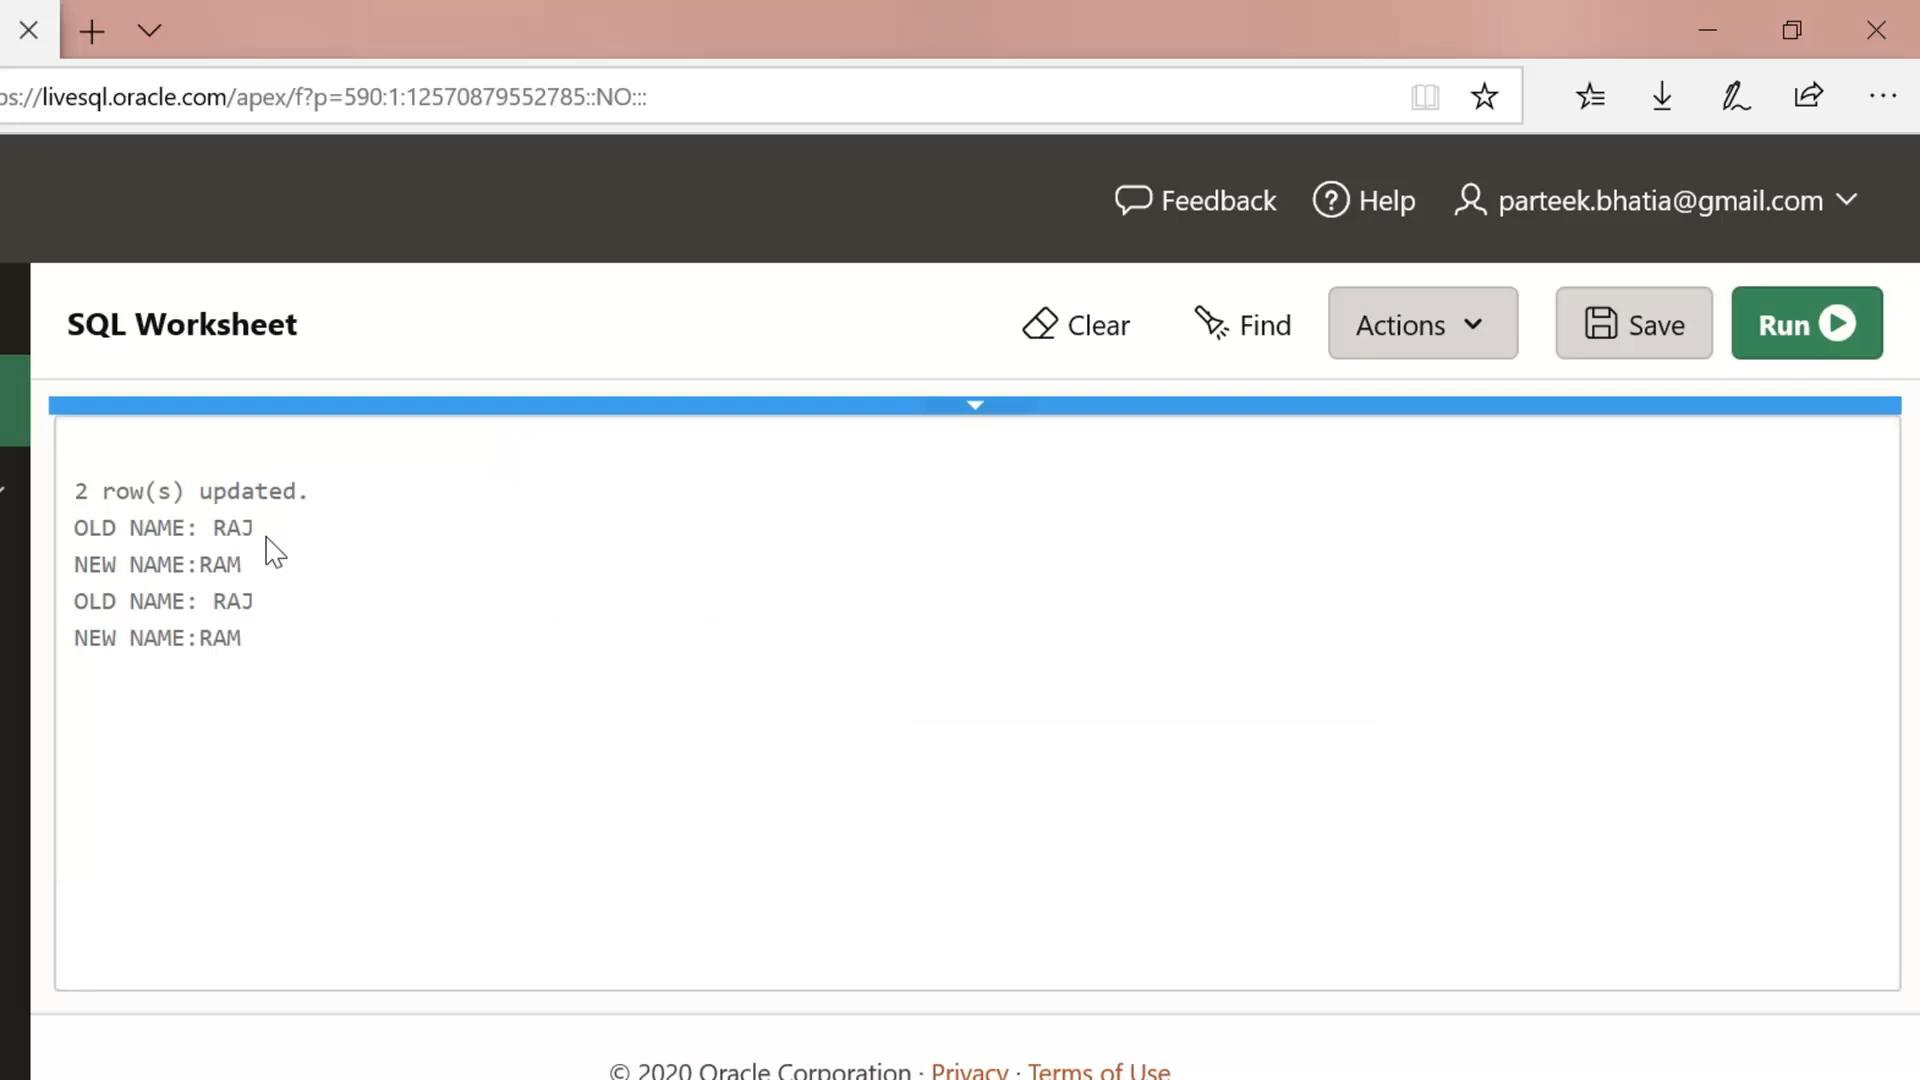 ps://livesql.oracle.com/apex/f?p=590:1:12570879552785::NO:::
Feedback
Help
parteek.bhatia@gmail.com
SQL Worksheet
Clear
Find
Actions
Save
Run
2 row(s) updated.
OLD NAME: RAJ
NEW NAME:RAM
OLD NAME: RAJ
NEW NAME:RAM
© 2020 Oracle Corporation · Privacy · Terms of Use